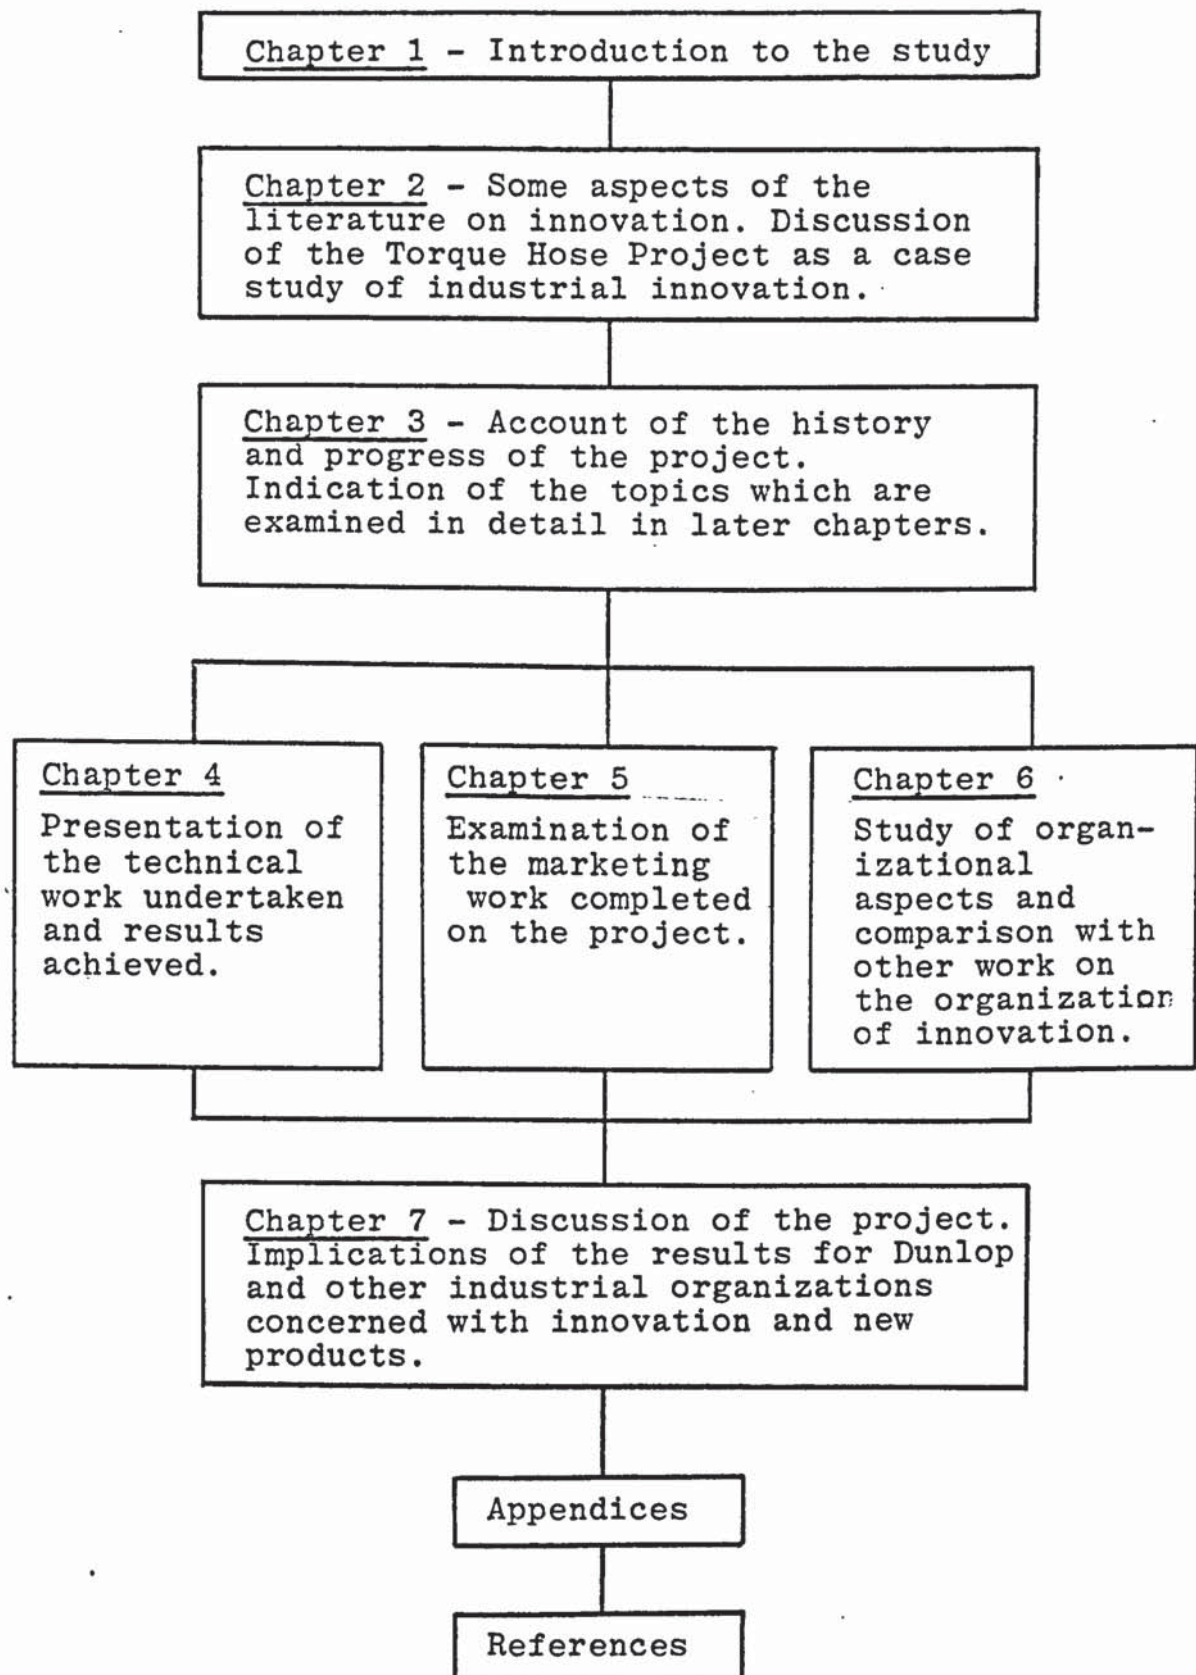 Chapter 1 - Introduction to the study
Chapter 2 - Some aspects of the
literature on innovation. Discussion
of the Torque Hose Project as a case
study of industrial innovation.
Chapter 3 - Account of the history
and progress of the project.
Indication of the topics which are
examined in detail in later chapters.
Chapter 4
Presentation of
the technical
work undertaken
and results
achieved.
Chapter 5
Examination of
the marketing
work completed
on the project.
Chapter 6
Study of organ-
izational
aspects and
comparison with
other work on
the organization
of innovation.
Chapter 7 - Discussion of the project.
Implications of the results for Dunlop
and other industrial organizations
concerned with innovation and new
products.
Appendices
References